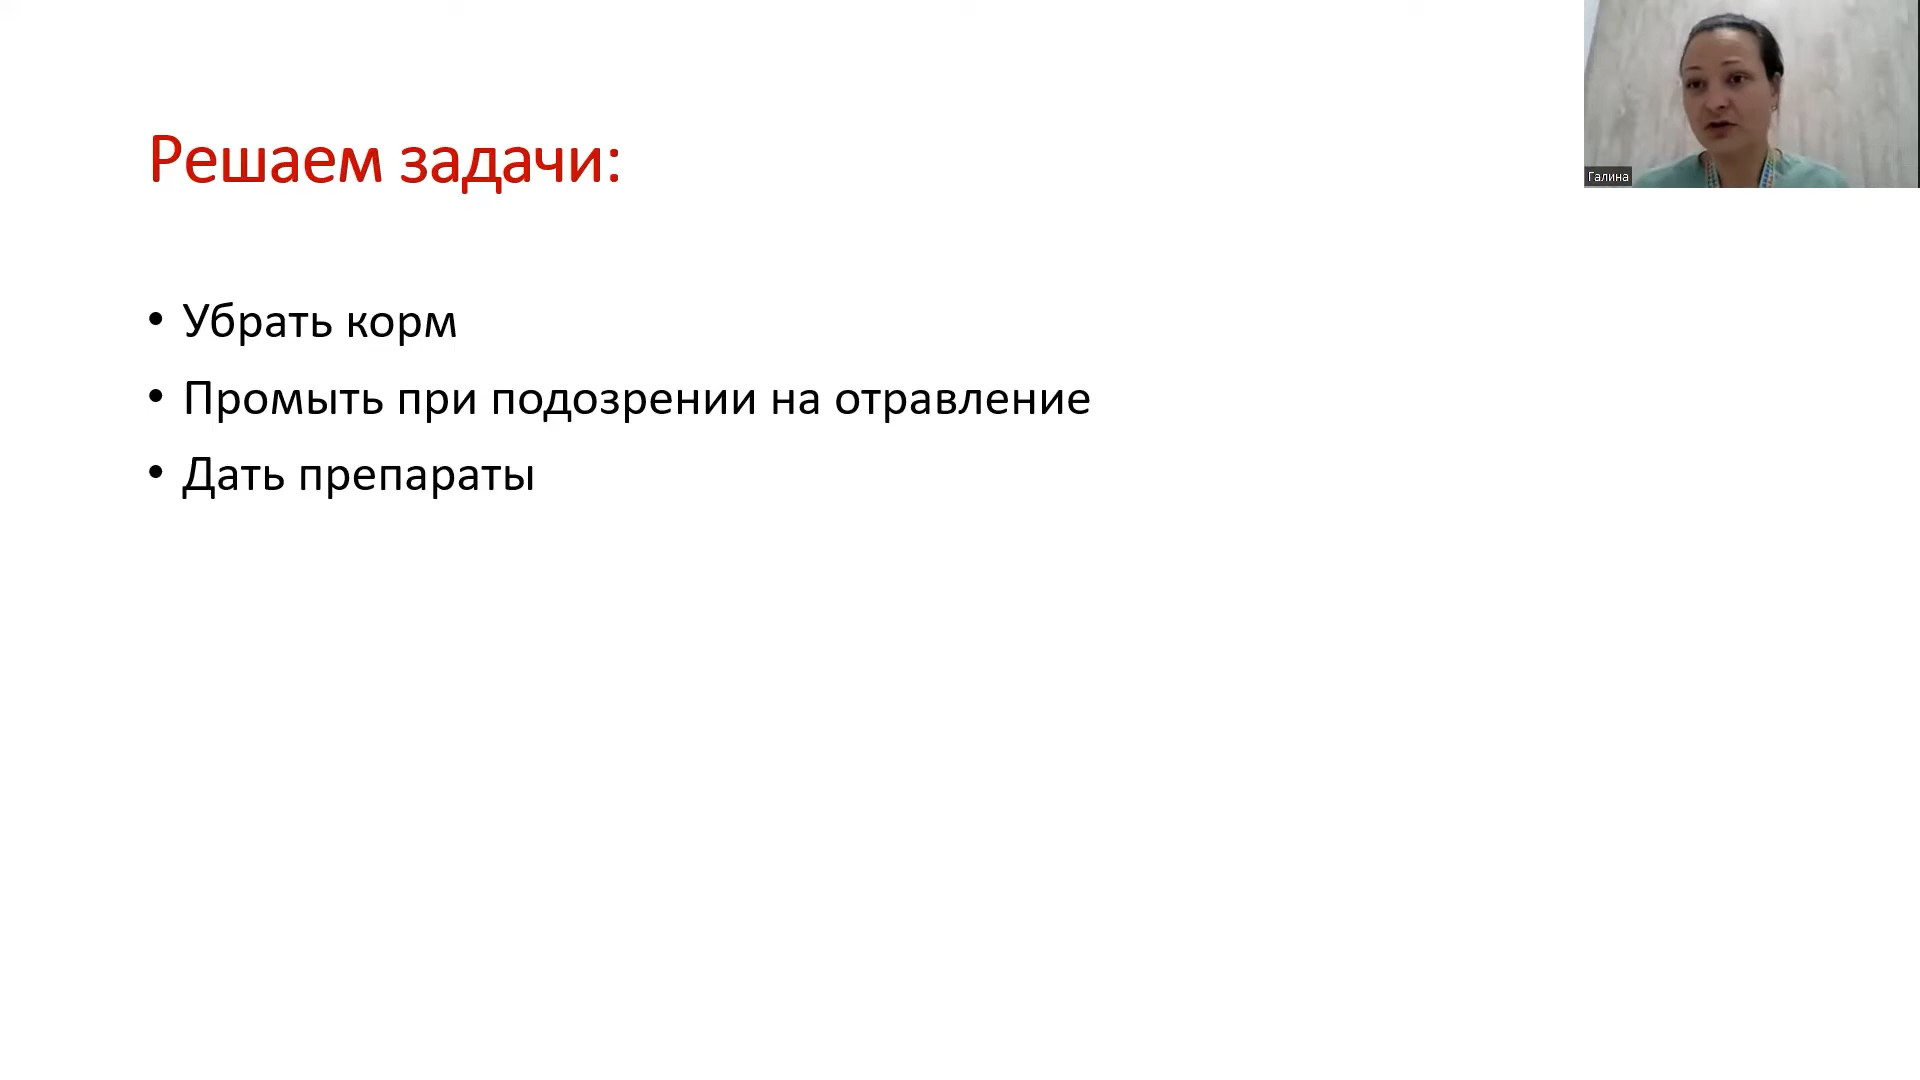 Решаем задачи:
• Убрать корм
• Промыть при подозрении на отравление
• Дать препараты
Галина